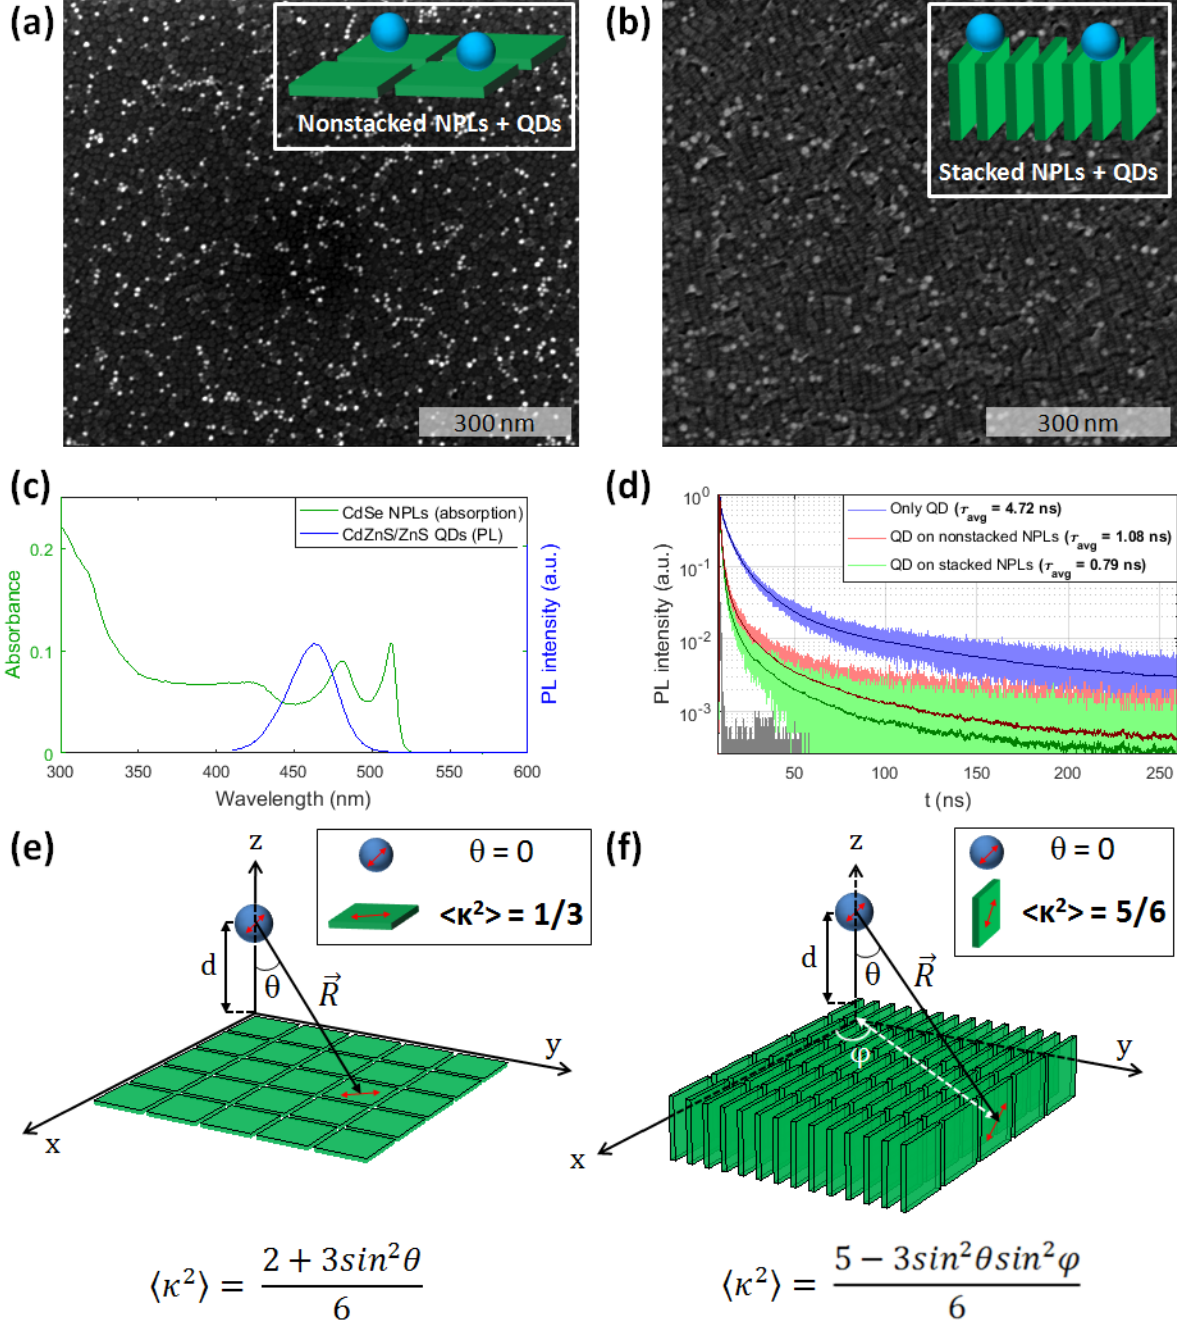 (a)
Nonstacked NPLs + QDs
300 nm
(b)
Stacked NPLs + QDs
300 nm
(c)
CdSe NPLs (absorption)
CdZnS/ZnS QDs (PL)
0.2
0.1
0
Absorbance
PL intensity (a.u.)
300 350 400 450 500 550 600
Wavelength (nm)
(d)
Only QD (τavg = 4.72 ns)
QD on nonstacked NPLs (τavg = 1.08 ns)
QD on stacked NPLs (τavg = 0.79 ns)
10⁰
10⁻¹
10⁻²
10⁻³
PL intensity (a.u.)
50 100 150 200 250
t (ns)
(e)
z
θ = 0
<κ²> = 1/3
d
θ
R⃗
y
x
⟨κ²⟩ = (2 + 3sin²θ)/6
(f)
z
θ = 0
<κ²> = 5/6
d
θ
R⃗
φ
y
x
⟨κ²⟩ = (5 − 3sin²θsin²φ)/6